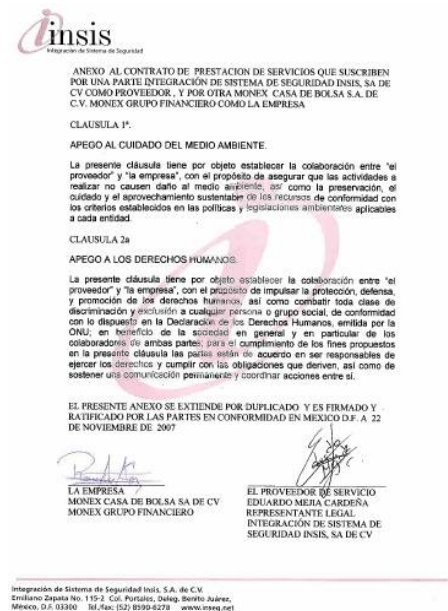 insis
Integración de Sistema de Seguridad
ANEXO AL CONTRATO DE PRESTACION DE SERVICIOS QUE SUSCRIBEN
POR UNA PARTE INTEGRACIÓN DE SISTEMA DE SEGURIDAD INSIS, SA DE
CV COMO PROVEEDOR , Y POR OTRA MONEX CASA DE BOLSA S.A. DE
C.V. MONEX GRUPO FINANCIERO COMO LA EMPRESA
CLAUSULA 1ª.
APEGO AL CUIDADO DEL MEDIO AMBIENTE.
La presente cláusula tiene por objeto establecer la colaboración entre "el
proveedor" y "la empresa", con el propósito de asegurar que las actividades a
realizar no causen daño al medio ambiente, así como la preservación, el
cuidado y el aprovechamiento sustentable de los recursos de conformidad con
los criterios establecidos en las políticas y legislaciones ambientales aplicables
a cada entidad.
CLAUSULA 2a
APEGO A LOS DERECHOS HUMANOS.
La presente cláusula tiene por objeto establecer la colaboración entre "el
proveedor" y "la empresa", con el propósito de impulsar la protección, defensa,
y promoción de los derechos humanos, así como combatir toda clase de
discriminación y exclusión a cualquier persona o grupo social, de conformidad
con lo dispuesto en la Declaración de los Derechos Humanos, emitida por la
ONU; en beneficio de la sociedad en general y en particular de los
colaboradores de ambas partes; para el cumplimiento de los fines propuestos
en la presente cláusula las partes están de acuerdo en ser responsables de
ejercer los derechos y cumplir con las obligaciones que deriven, así como de
sostener una comunicación permanente y coordinar acciones entre sí.
EL PRESENTE ANEXO SE EXTIENDE POR DUPLICADO Y ES FIRMADO Y
RATIFICADO POR LAS PARTES EN CONFORMIDAD EN MEXICO D.F. A 22
DE NOVIEMBRE DE 2007
LA EMPRESA
MONEX CASA DE BOLSA SA DE CV
MONEX GRUPO FINANCIERO
EL PROVEEDOR DE SERVICIO
EDUARDO MEJIA CARDEÑA
REPRESENTANTE LEGAL
INTEGRACIÓN DE SISTEMA DE
SEGURIDAD INSIS, SA DE CV
Integración de Sistema de Seguridad Insis, S.A. de C.V.
Emiliano Zapata No. 115-2 Col. Portales, Deleg. Benito Juárez,
México, D.F. 03300 Tel./fax: (52) 8590-6278 www.inseg.net